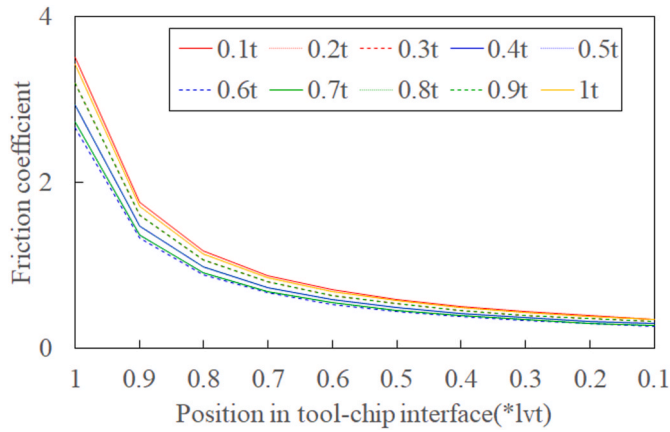 4
0.1t 0.2t 0.3t 0.4t 0.5t
0.6t 0.7t 0.8t 0.9t 1t
Friction coefficient
2
0
1 0.9 0.8 0.7 0.6 0.5 0.4 0.3 0.2 0.1
Position in tool-chip interface(*lvt)